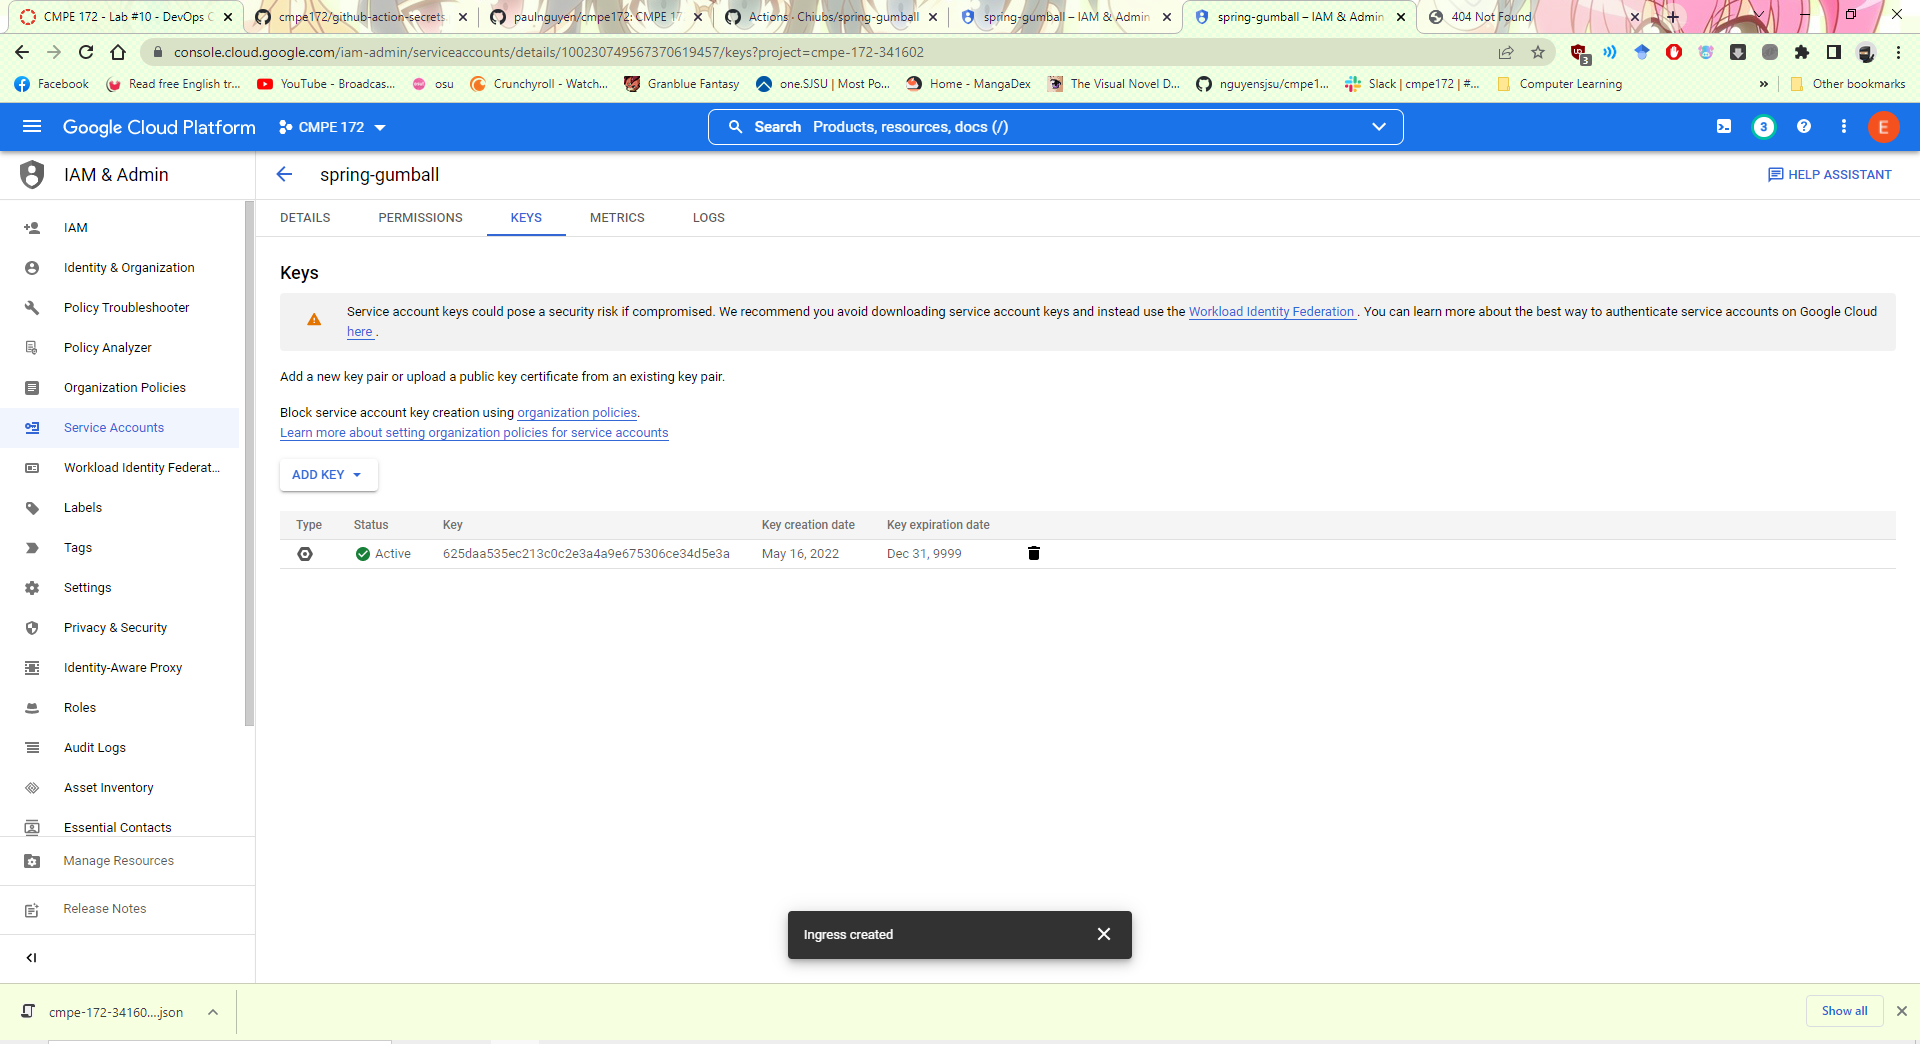 CMPE 172 - Lab #10 - DevOps C
cmpe172/github-action-secrets.
paulnguyen/cmpe172: CMPE 17
Actions · Chiubs/spring-gumball
spring-gumball – IAM & Admin
spring-gumball – IAM & Admin
404 Not Found
console.cloud.google.com/iam-admin/serviceaccounts/details/100230749567370619457/keys?project=cmpe-172-341602
3
Facebook
Read free English tr...
YouTube - Broadcas...
osu
Crunchyroll - Watch...
Granblue Fantasy
one.SJSU | Most Po...
Home - MangaDex
The Visual Novel D...
nguyensjsu/cmpe1...
Slack | cmpe172 | #...
Computer Learning
»
Other bookmarks
Google Cloud Platform
CMPE 172
Search Products, resources, docs (/)
3
E
IAM & Admin
spring-gumball
HELP ASSISTANT
DETAILS
PERMISSIONS
KEYS
METRICS
LOGS
IAM
Identity & Organization
Policy Troubleshooter
Policy Analyzer
Organization Policies
Service Accounts
Workload Identity Federat...
Labels
Tags
Settings
Privacy & Security
Identity-Aware Proxy
Roles
Audit Logs
Asset Inventory
Essential Contacts
Manage Resources
Release Notes
Keys
Service account keys could pose a security risk if compromised. We recommend you avoid downloading service account keys and instead use the Workload Identity Federation . You can learn more about the best way to authenticate service accounts on Google Cloud
here .
Add a new key pair or upload a public key certificate from an existing key pair.
Block service account key creation using organization policies.
Learn more about setting organization policies for service accounts
ADD KEY
Type Status Key Key creation date Key expiration date
Active 625daa535ec213c0c2e3a4a9e675306ce34d5e3a May 16, 2022 Dec 31, 9999
Ingress created
cmpe-172-34160....json
Show all